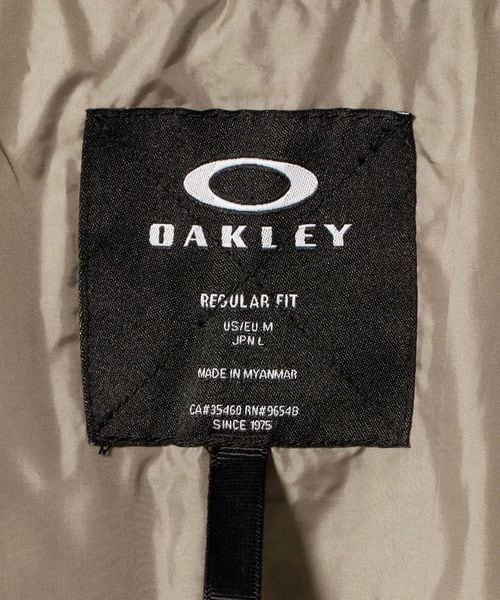 OAKLEY
REGULAR FIT
US/EU M
JPN L
MADE IN MYANMAR
CA#35460 RN#96548
SINCE 1975